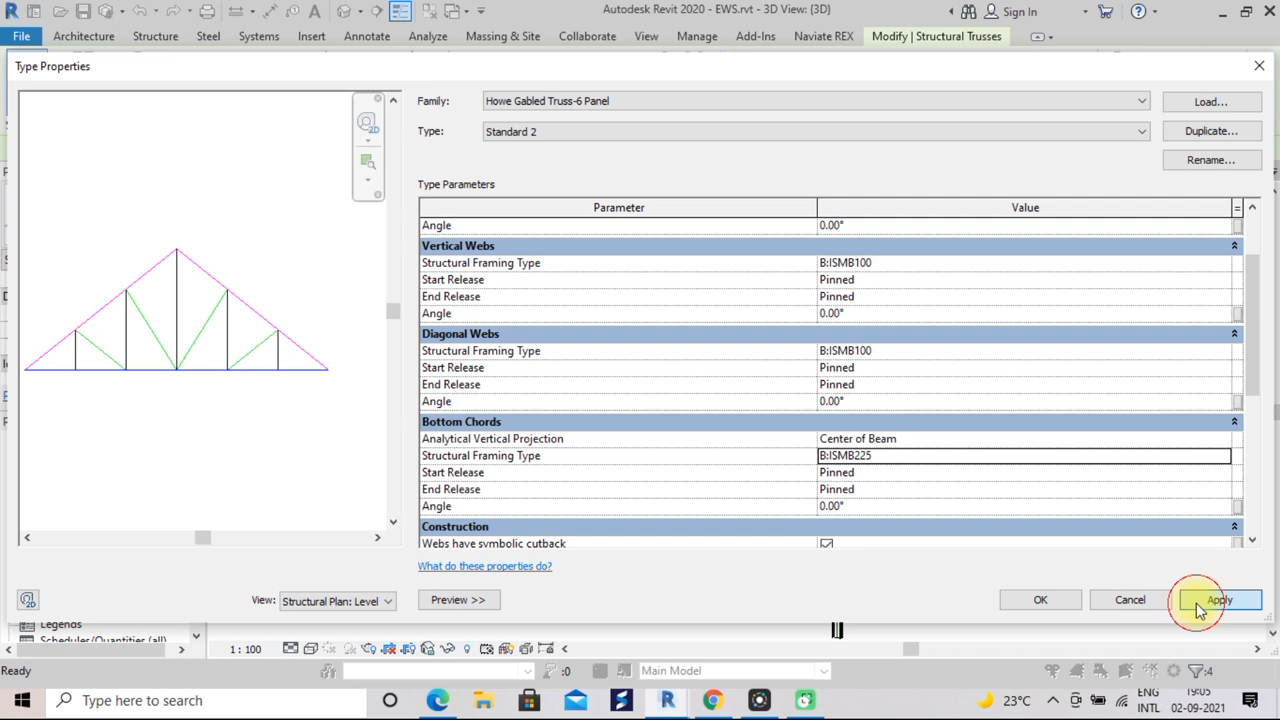 Autodesk Revit 2020 - EWS.rvt - 3D View: {3D}
Sign In
File Architecture Structure Steel Systems Insert Annotate Analyze Massing & Site Collaborate View Manage Add-Ins Naviate REX Modify | Structural Trusses
Type Properties
Family: Howe Gabled Truss-6 Panel Load...
Type: Standard 2 Duplicate...
Rename...
Type Parameters
Parameter Value =
Angle 0.00°
Vertical Webs
Structural Framing Type B:ISMB100
Start Release Pinned
End Release Pinned
Angle 0.00°
Diagonal Webs
Structural Framing Type B:ISMB100
Start Release Pinned
End Release Pinned
Angle 0.00°
Bottom Chords
Analytical Vertical Projection Center of Beam
Structural Framing Type B:ISMB225
Start Release Pinned
End Release Pinned
Angle 0.00°
Construction
Webs have symbolic cutback
What do these properties do?
View: Structural Plan: Level Preview >> OK Cancel Apply
Legends
Schedules/Quantities (all)
1 : 100
Ready :0 Main Model :4
Type here to search 23°C ENG 19:05
INTL 02-09-2021